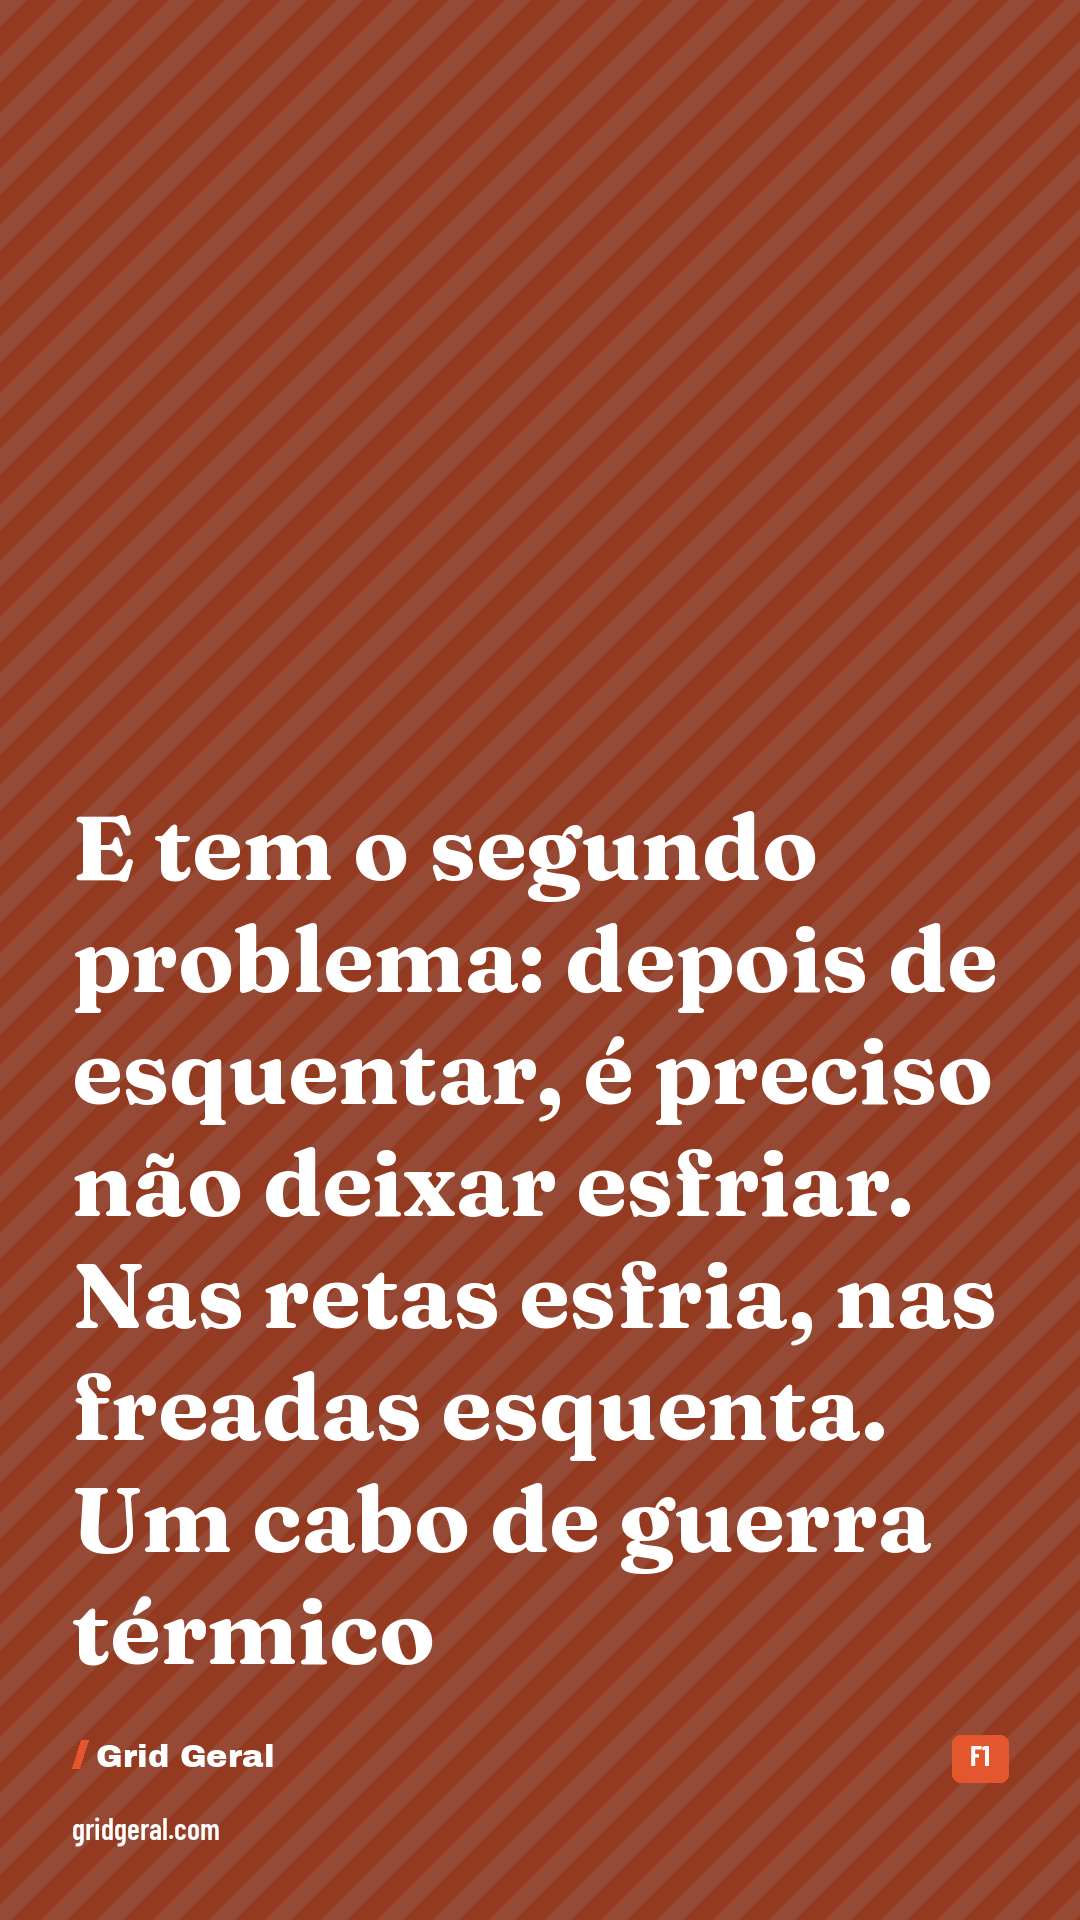 E tem o segundo
problema: depois de
esquentar, é preciso
não deixar esfriar.
Nas retas esfria, nas
freadas esquenta.
Um cabo de guerra
térmico
/ Grid Geral
F1
gridgeral.com